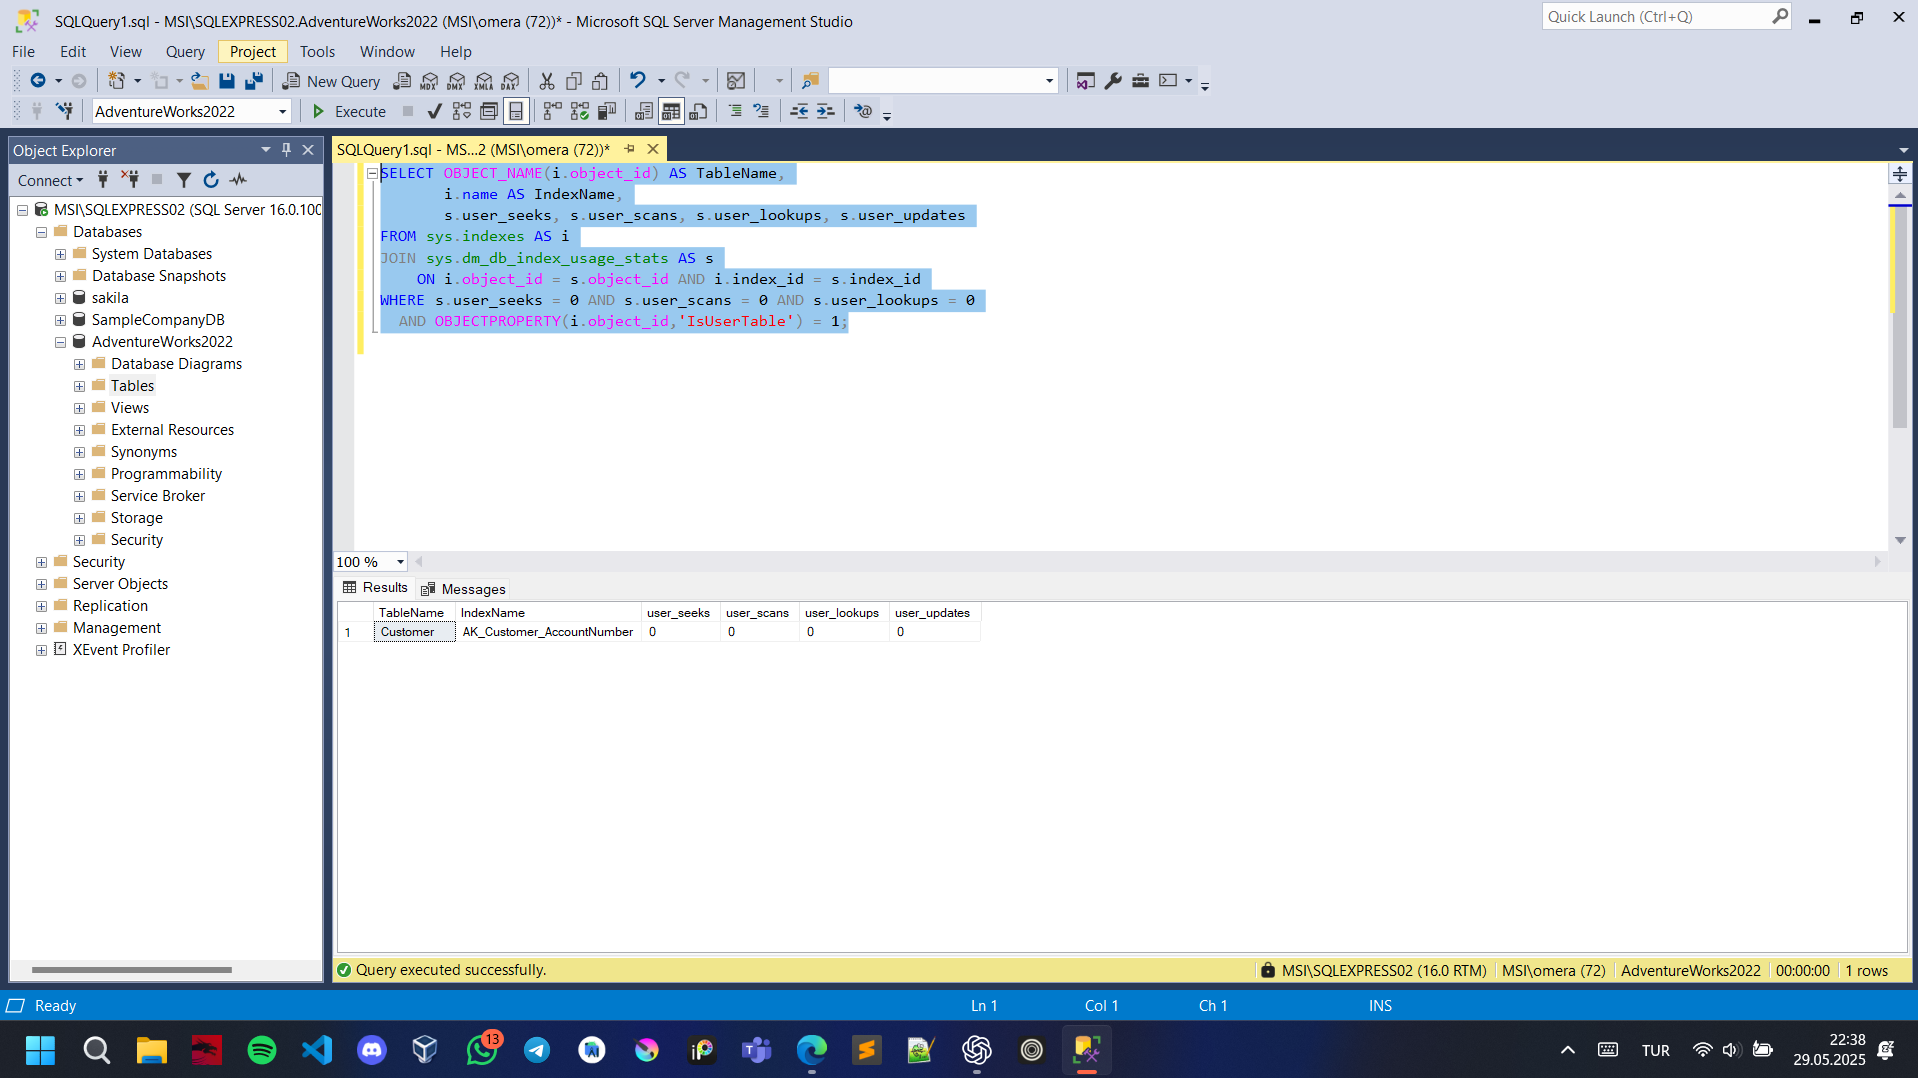 SQLQuery1.sql - MSI\SQLEXPRESS02.AdventureWorks2022 (MSI\omera (72))* - Microsoft SQL Server Management Studio
Quick Launch (Ctrl+Q)
File Edit View Query Project Tools Window Help
New Query MDX DMX XMLA DAX
AdventureWorks2022 Execute
Object Explorer
Connect
MSI\SQLEXPRESS02 (SQL Server 16.0.100
Databases
System Databases
Database Snapshots
sakila
SampleCompanyDB
AdventureWorks2022
Database Diagrams
Tables
Views
External Resources
Synonyms
Programmability
Service Broker
Storage
Security
Security
Server Objects
Replication
Management
XEvent Profiler
SQLQuery1.sql - MS...2 (MSI\omera (72))*
SELECT OBJECT_NAME(i.object_id) AS TableName,
i.name AS IndexName,
s.user_seeks, s.user_scans, s.user_lookups, s.user_updates
FROM sys.indexes AS i
JOIN sys.dm_db_index_usage_stats AS s
ON i.object_id = s.object_id AND i.index_id = s.index_id
WHERE s.user_seeks = 0 AND s.user_scans = 0 AND s.user_lookups = 0
AND OBJECTPROPERTY(i.object_id,'IsUserTable') = 1;
100 %
Results Messages
TableName IndexName user_seeks user_scans user_lookups user_updates
1 Customer AK_Customer_AccountNumber 0 0 0 0
Query executed successfully.
MSI\SQLEXPRESS02 (16.0 RTM) MSI\omera (72) AdventureWorks2022 00:00:00 1 rows
Ready Ln 1 Col 1 Ch 1 INS
13
TUR
22:38
29.05.2025